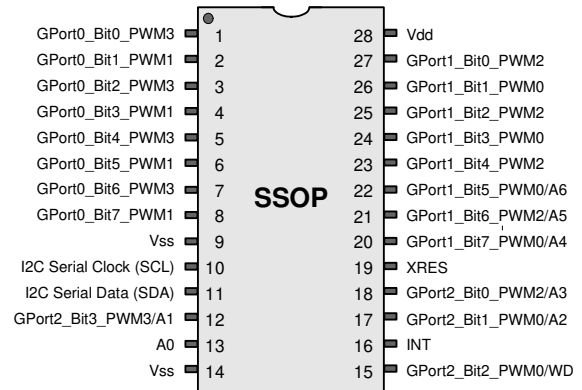 GPort0_Bit0_PWM3 1 28 Vdd
GPort0_Bit1_PWM1 2 27 GPort1_Bit0_PWM2
GPort0_Bit2_PWM3 3 26 GPort1_Bit1_PWM0
GPort0_Bit3_PWM1 4 25 GPort1_Bit2_PWM2
GPort0_Bit4_PWM3 5 24 GPort1_Bit3_PWM0
GPort0_Bit5_PWM1 6 23 GPort1_Bit4_PWM2
GPort0_Bit6_PWM3 7 22 GPort1_Bit5_PWM0/A6
SSOP
GPort0_Bit7_PWM1 8 21 GPort1_Bit6_PWM2/A5
Vss 9 20 GPort1_Bit7_PWM0/A4
I2C Serial Clock (SCL) 10 19 XRES
I2C Serial Data (SDA) 11 18 GPort2_Bit0_PWM2/A3
GPort2_Bit3_PWM3/A1 12 17 GPort2_Bit1_PWM0/A2
A0 13 16 INT
Vss 14 15 GPort2_Bit2_PWM0/WD